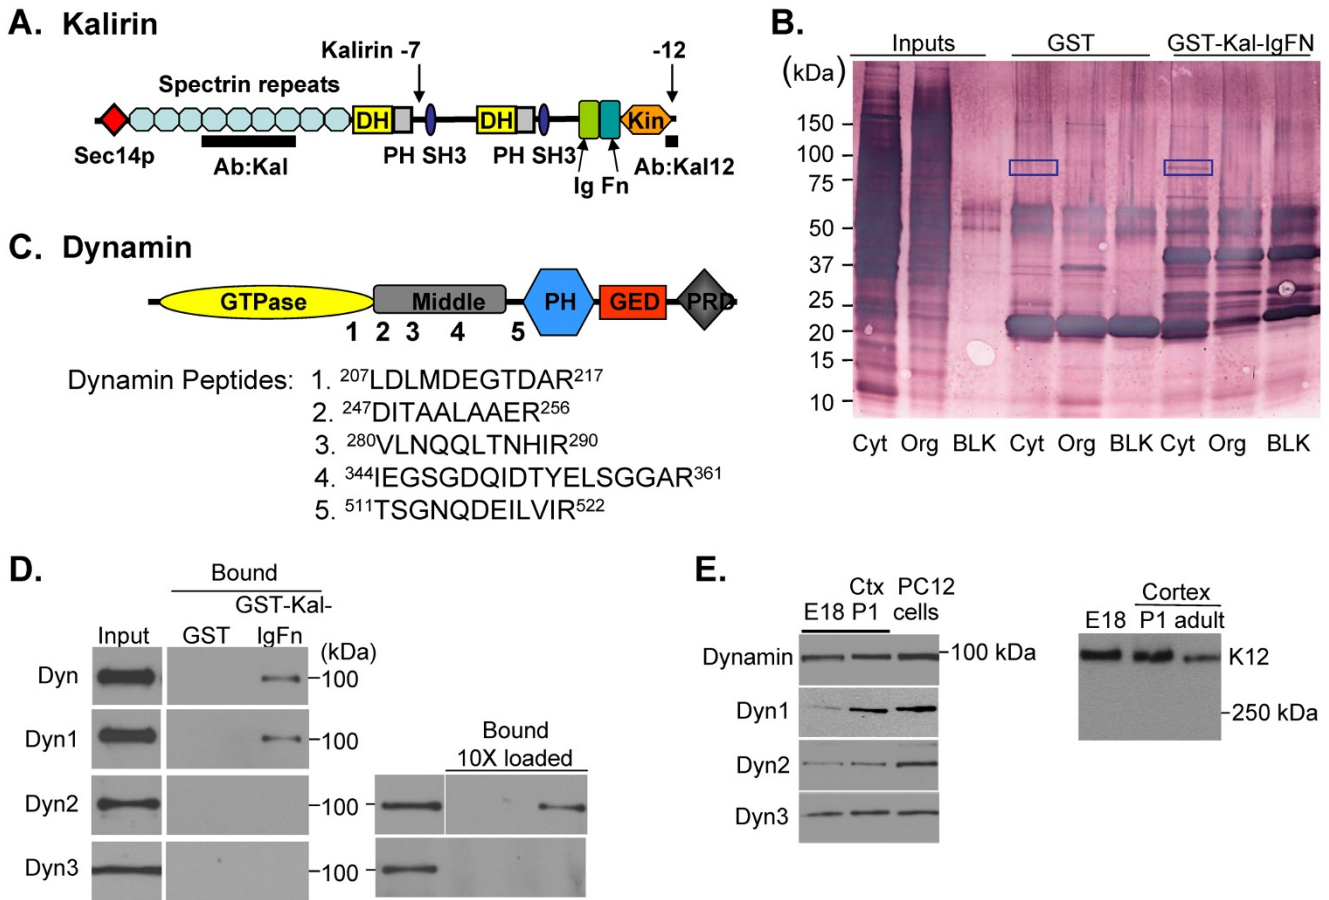 A. Kalirin
Kalirin -7
-12
Spectrin repeats
DH
DH
Kin
Sec14p
PH SH3
PH SH3
Ab:Kal
Ig Fn
Ab:Kal12
B.
Inputs
GST
GST-Kal-IgFN
(kDa)
150
100
75
50
37
25
20
15
10
Cyt Org BLK Cyt Org BLK Cyt Org BLK
C. Dynamin
GTPase
Middle
PH
GED
PRD
1 2 3 4 5
Dynamin Peptides: 1. ²⁰⁷LDLMDEGTDAR²¹⁷
2. ²⁴⁷DITAALAAER²⁵⁶
3. ²⁸⁰VLNQQLTNHIR²⁹⁰
4. ³⁴⁴IEGSGDQIDTYELSGGAR³⁶¹
5. ⁵¹¹TSGNQDEILVIR⁵²²
D.
Bound
GST-Kal-
Input GST IgFn
(kDa)
Dyn
-100
Dyn1
-100
Bound
10X loaded
Dyn2
-100 -
Dyn3
-100 -
E.
Ctx
PC12
E18 P1 cells
Dynamin
-100 kDa
Dyn1
Dyn2
Dyn3
Cortex
E18 P1 adult
K12
-250 kDa